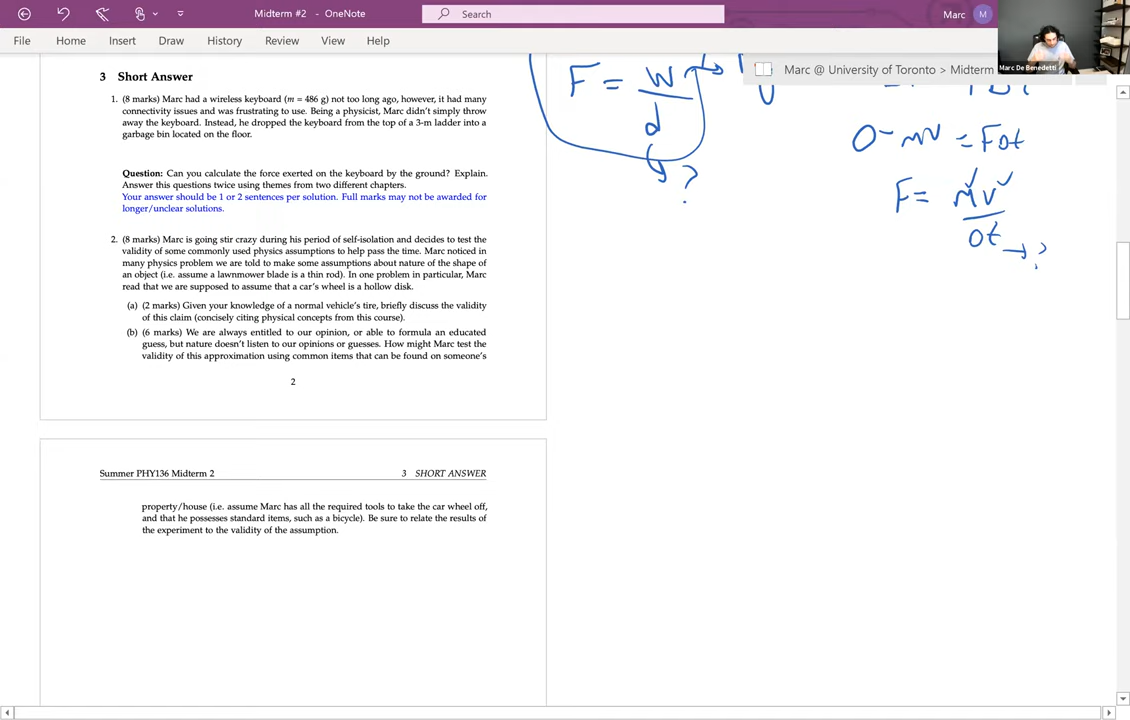 Midterm #2 - OneNote
Search
Marc
M
File Home Insert Draw History Review View Help
Marc De Benedetti
Marc @ University of Toronto > Midterm
3 Short Answer
1. (8 marks) Marc had a wireless keyboard (m = 486 g) not too long ago, however, it had many
connectivity issues and was frustrating to use. Being a physicist, Marc didn't simply throw
away the keyboard. Instead, he dropped the keyboard from the top of a 3-m ladder into a
garbage bin located on the floor.
Question: Can you calculate the force exerted on the keyboard by the ground? Explain.
Answer this questions twice using themes from two different chapters.
Your answer should be 1 or 2 sentences per solution. Full marks may not be awarded for
longer/unclear solutions.
2. (8 marks) Marc is going stir crazy during his period of self-isolation and decides to test the
validity of some commonly used physics assumptions to help pass the time. Marc noticed in
many physics problem we are told to make some assumptions about nature of the shape of
an object (i.e. assume a lawnmower blade is a thin rod). In one problem in particular, Marc
read that we are supposed to assume that a car's wheel is a hollow disk.
(a) (2 marks) Given your knowledge of a normal vehicle's tire, briefly discuss the validity
of this claim (concisely citing physical concepts from this course).
(b) (6 marks) We are always entitled to our opinion, or able to formula an educated
guess, but nature doesn't listen to our opinions or guesses. How might Marc test the
validity of this approximation using common items that can be found on someone's
2
Summer PHY136 Midterm 2 3 SHORT ANSWER
property/house (i.e. assume Marc has all the required tools to take the car wheel off,
and that he possesses standard items, such as a bicycle). Be sure to relate the results of
the experiment to the validity of the assumption.
F = W
d
?
0 - mv = FΔt
F = mv
Δt → ?